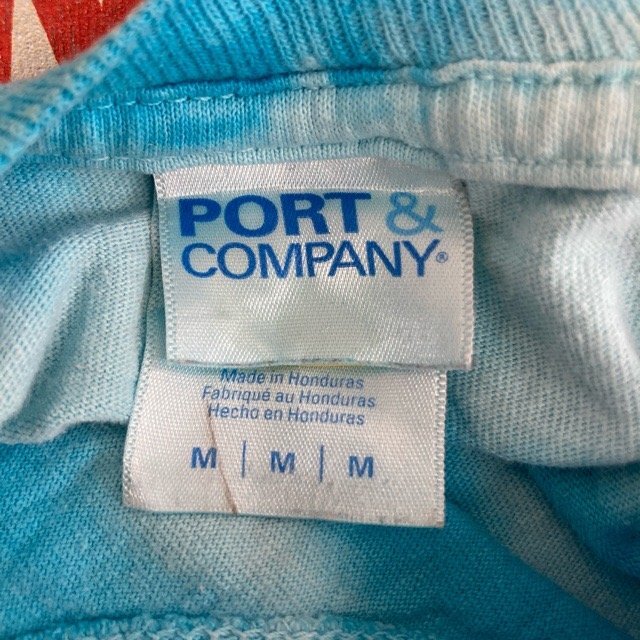 PORT &
COMPANY®
Made in Honduras
Fabriqué au Honduras
Hecho en Honduras
M | M | M